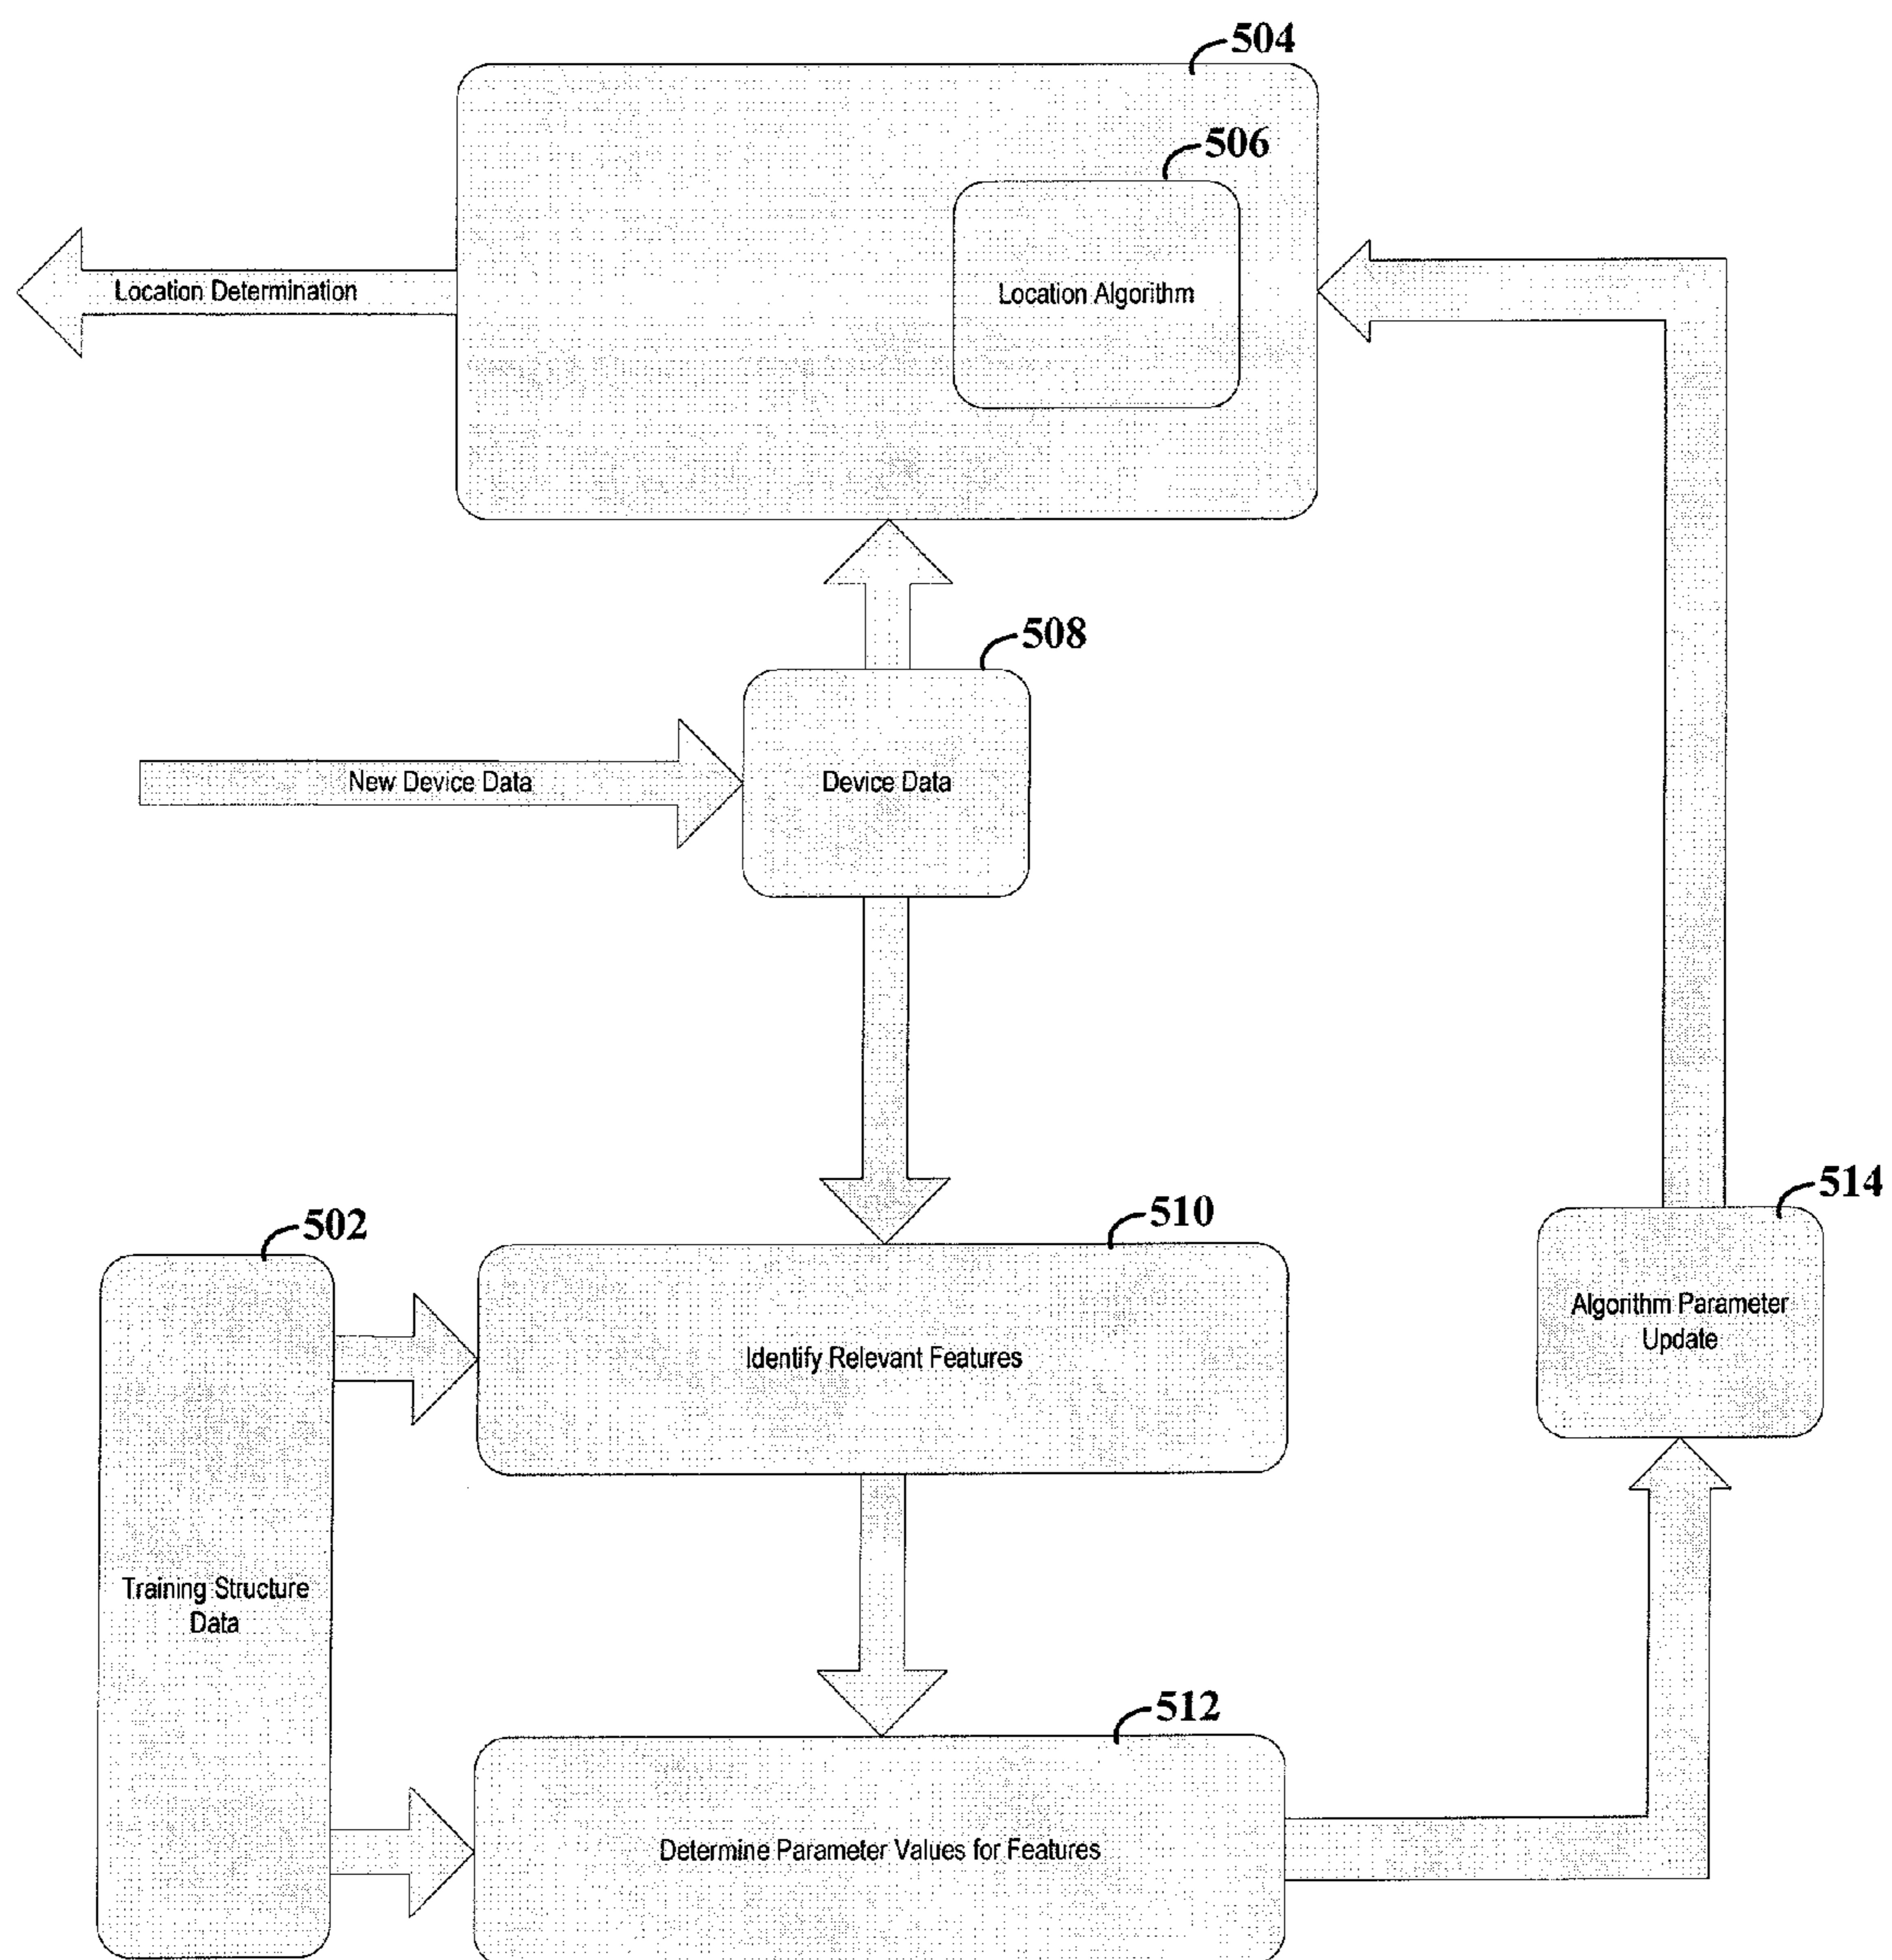 504
506
Location Determination
Location Algorithm
508
New Device Data
Device Data
514
510
502
Algorithm Parameter
Update
Identify Relevant Features
Training Structure
Data
512
Determine Parameter Values for Features